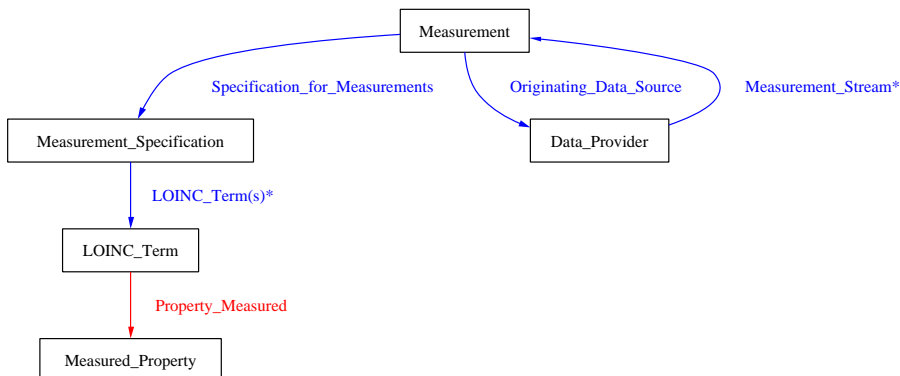 Measurement
Specification_for_Measurements
Originating_Data_Source
Measurement_Stream*
Measurement_Specification
Data_Provider
LOINC_Term(s)*
LOINC_Term
Property_Measured
Measured_Property